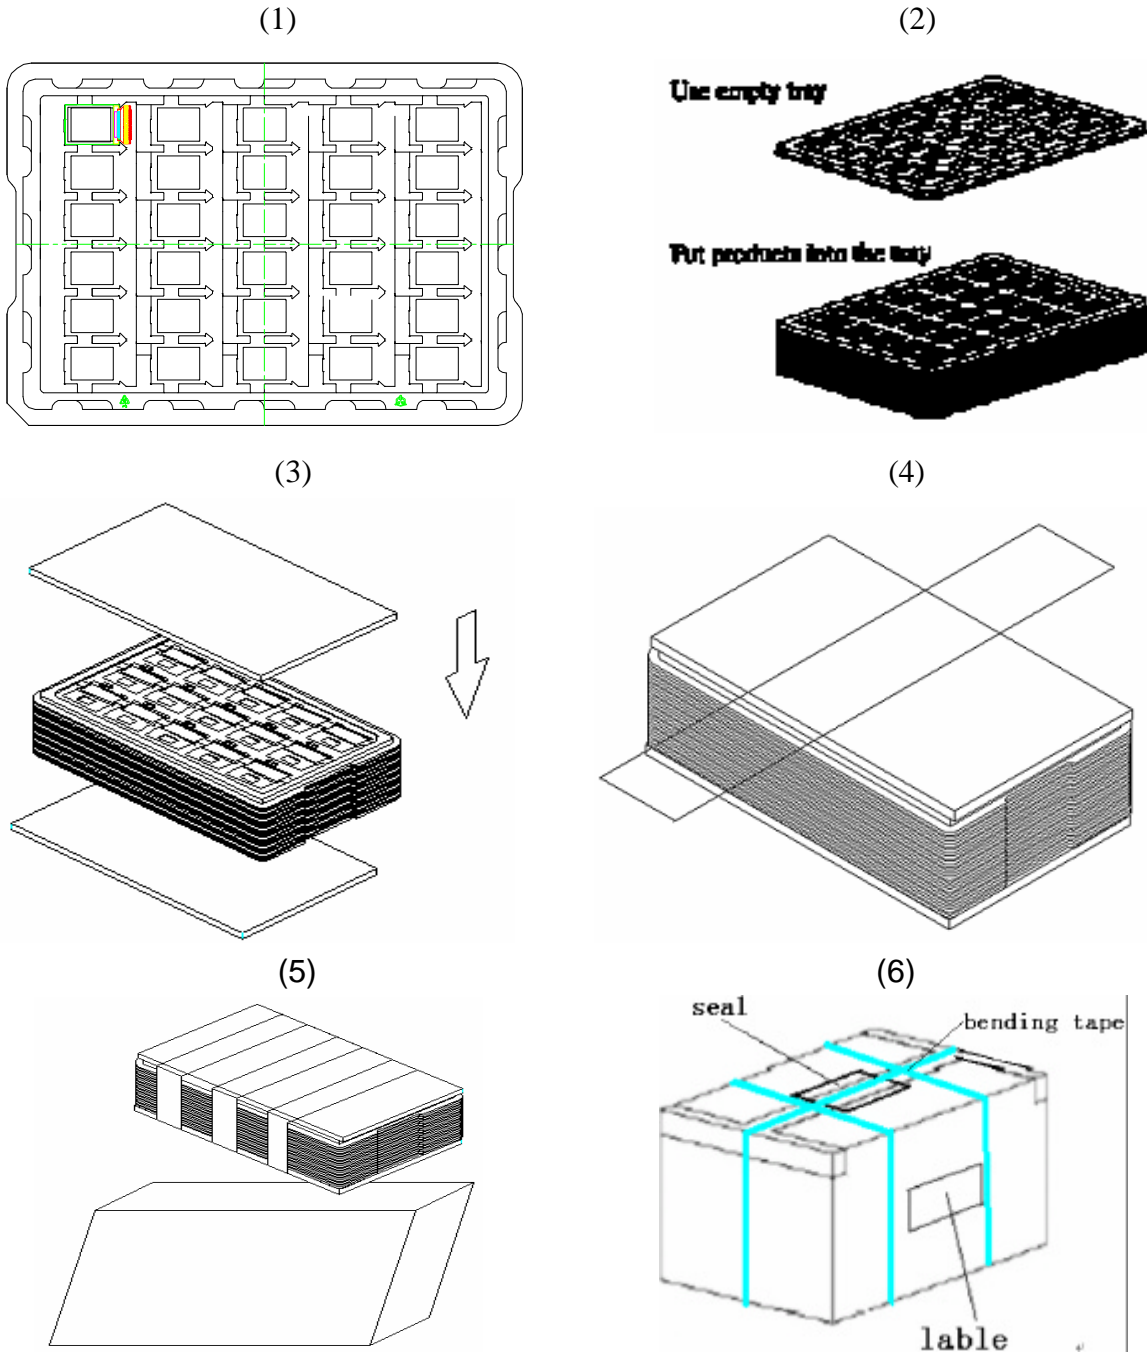 (1)
(2)
Use empty tray
Put products into the tray
(3)
(4)
(5)
(6)
seal
bending tape
lable